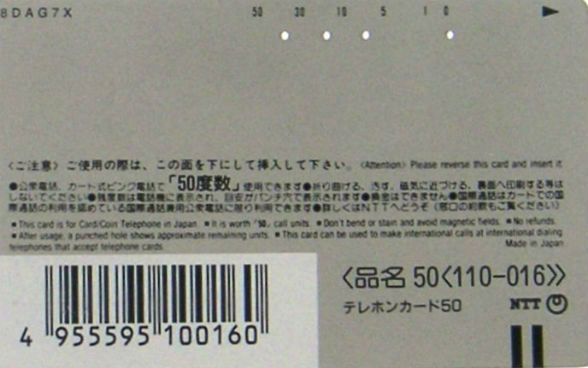 8DAG7X 50 30 10 5 1 0
〈ご注意〉ご使用の際は、この面を下にして挿入して下さい。〈Attention〉Please reverse this card and insert it
●公衆電話、カード式ピンク電話で「50度数」使用できます●折り曲げる、汚す、磁気に近づける、裏面へ印刷する等は
しないでください●残度数は電話機に表示され、目安がパンチ穴で表示されます●換金はできません●国際通話はカードでの国
際通話の利用を認めている国際通話兼用公衆電話に限り利用できます●詳しくはNTTへどうぞ（窓口の約款もご覧ください）
■This card is for Card/Coin Telephone in Japan ■It is worth「50」call units. ■Don't bend or stain and avoid magnetic fields. ■No refunds.
■After usage, a punched hole shows approximate remaining units. ■This card can be used to make international calls at international dialing
telephones that accept telephone cards. Made in Japan
〈品名 50〈110-016〉〉
テレホンカード50 NTT
4 955595 100160